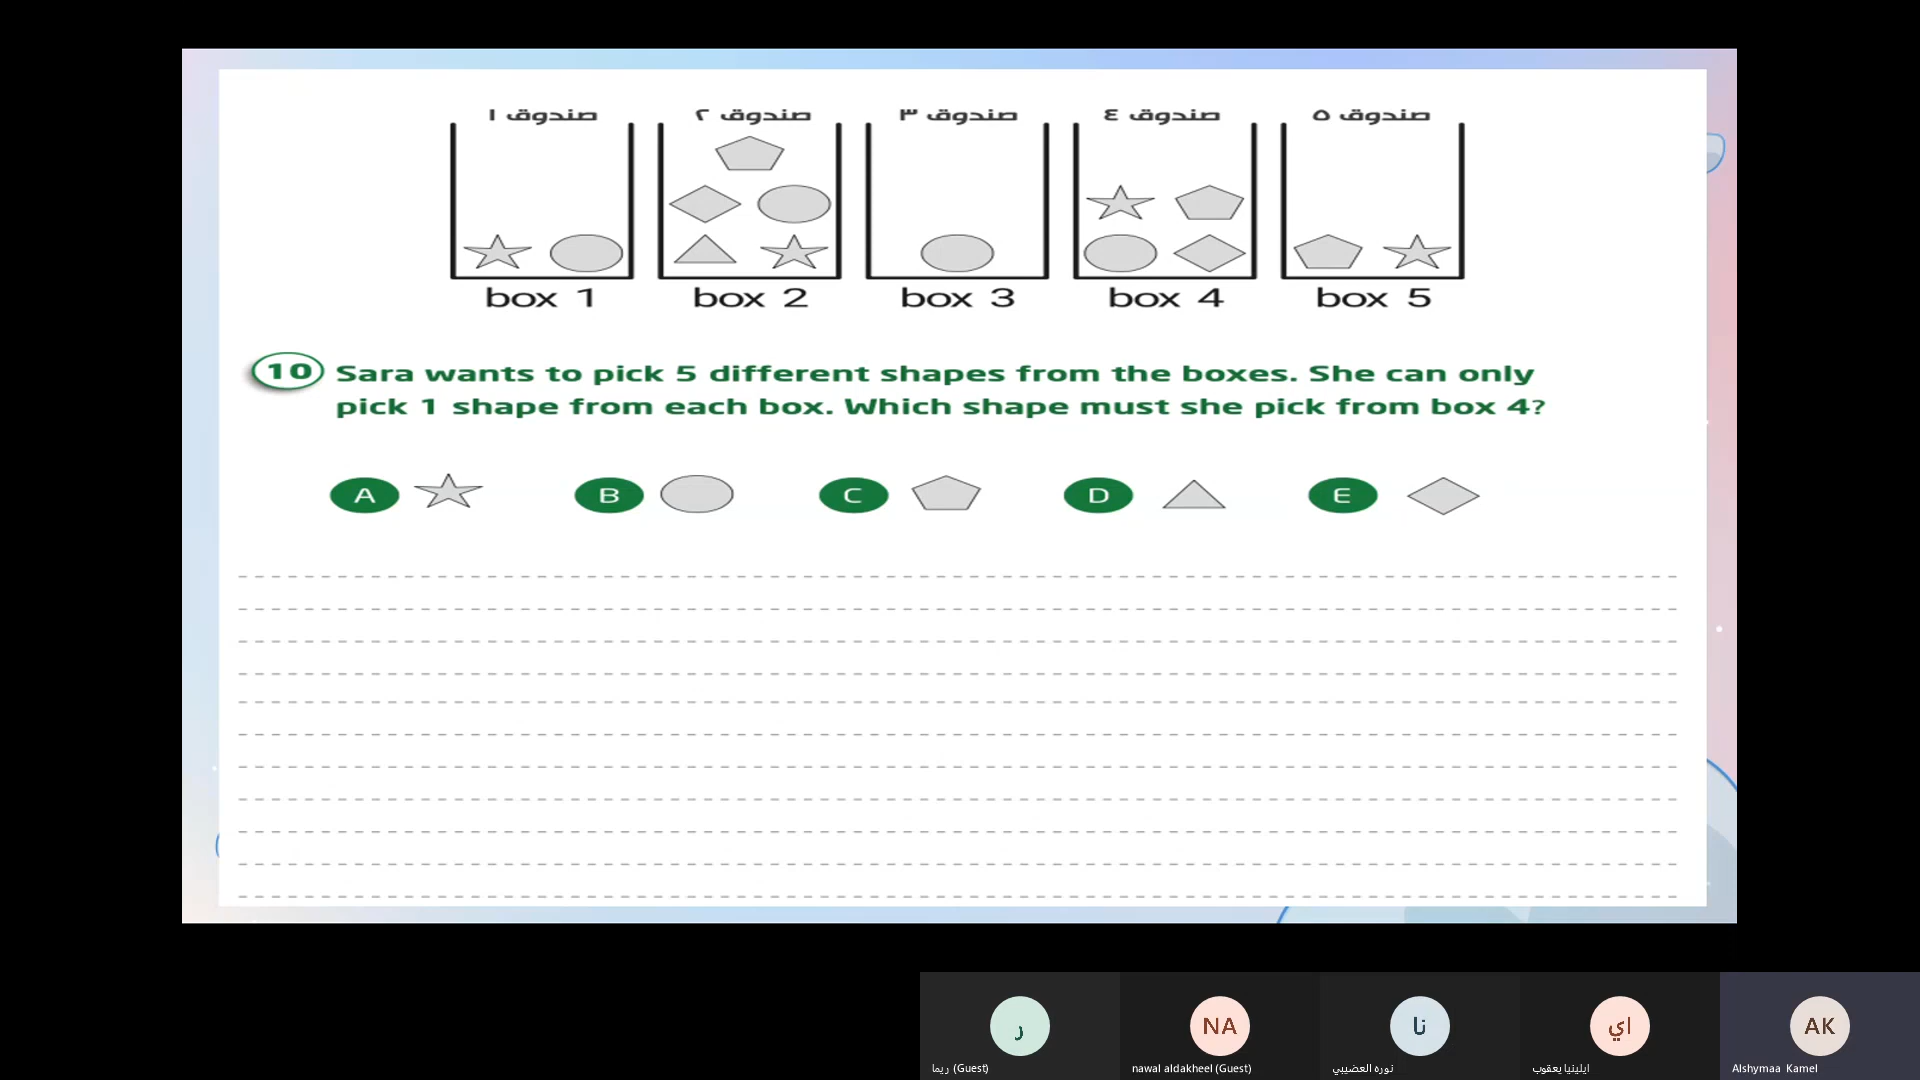 صندوق ١ صندوق ٢ صندوق ٣ صندوق ٤ صندوق ٥
box 1 box 2 box 3 box 4 box 5
10 Sara wants to pick 5 different shapes from the boxes. She can only
pick 1 shape from each box. Which shape must she pick from box 4?
A B C D E
ر NA نا اي AK
ريما (Guest) nawal aldakheel (Guest) نوره العضيبي ايلينيا يعقوب Alshymaa Kamel